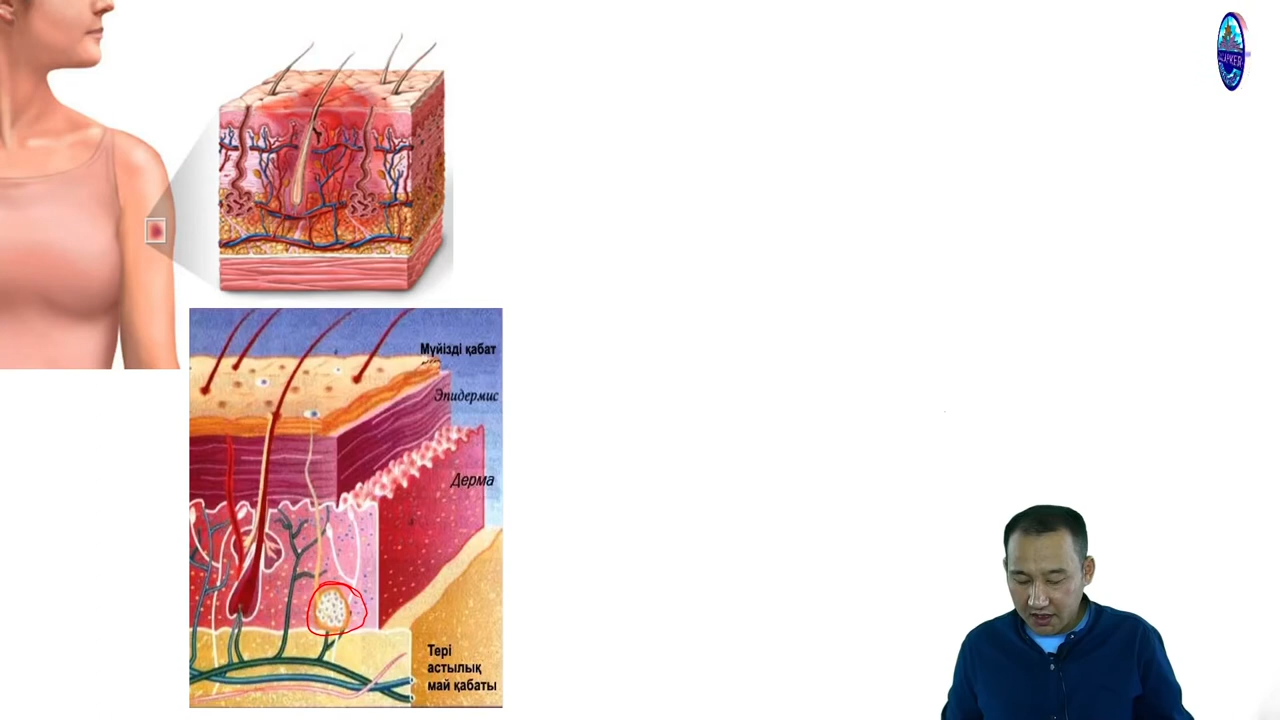 Мүйізді қабат
Эпидермис
Дерма
Тері
астылық
май қабаты